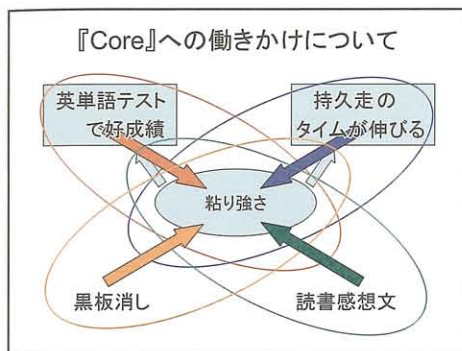 『Core』への働きかけについて
英単語テスト
で好成績
持久走の
タイムが伸びる
粘り強さ
黒板消し
読書感想文